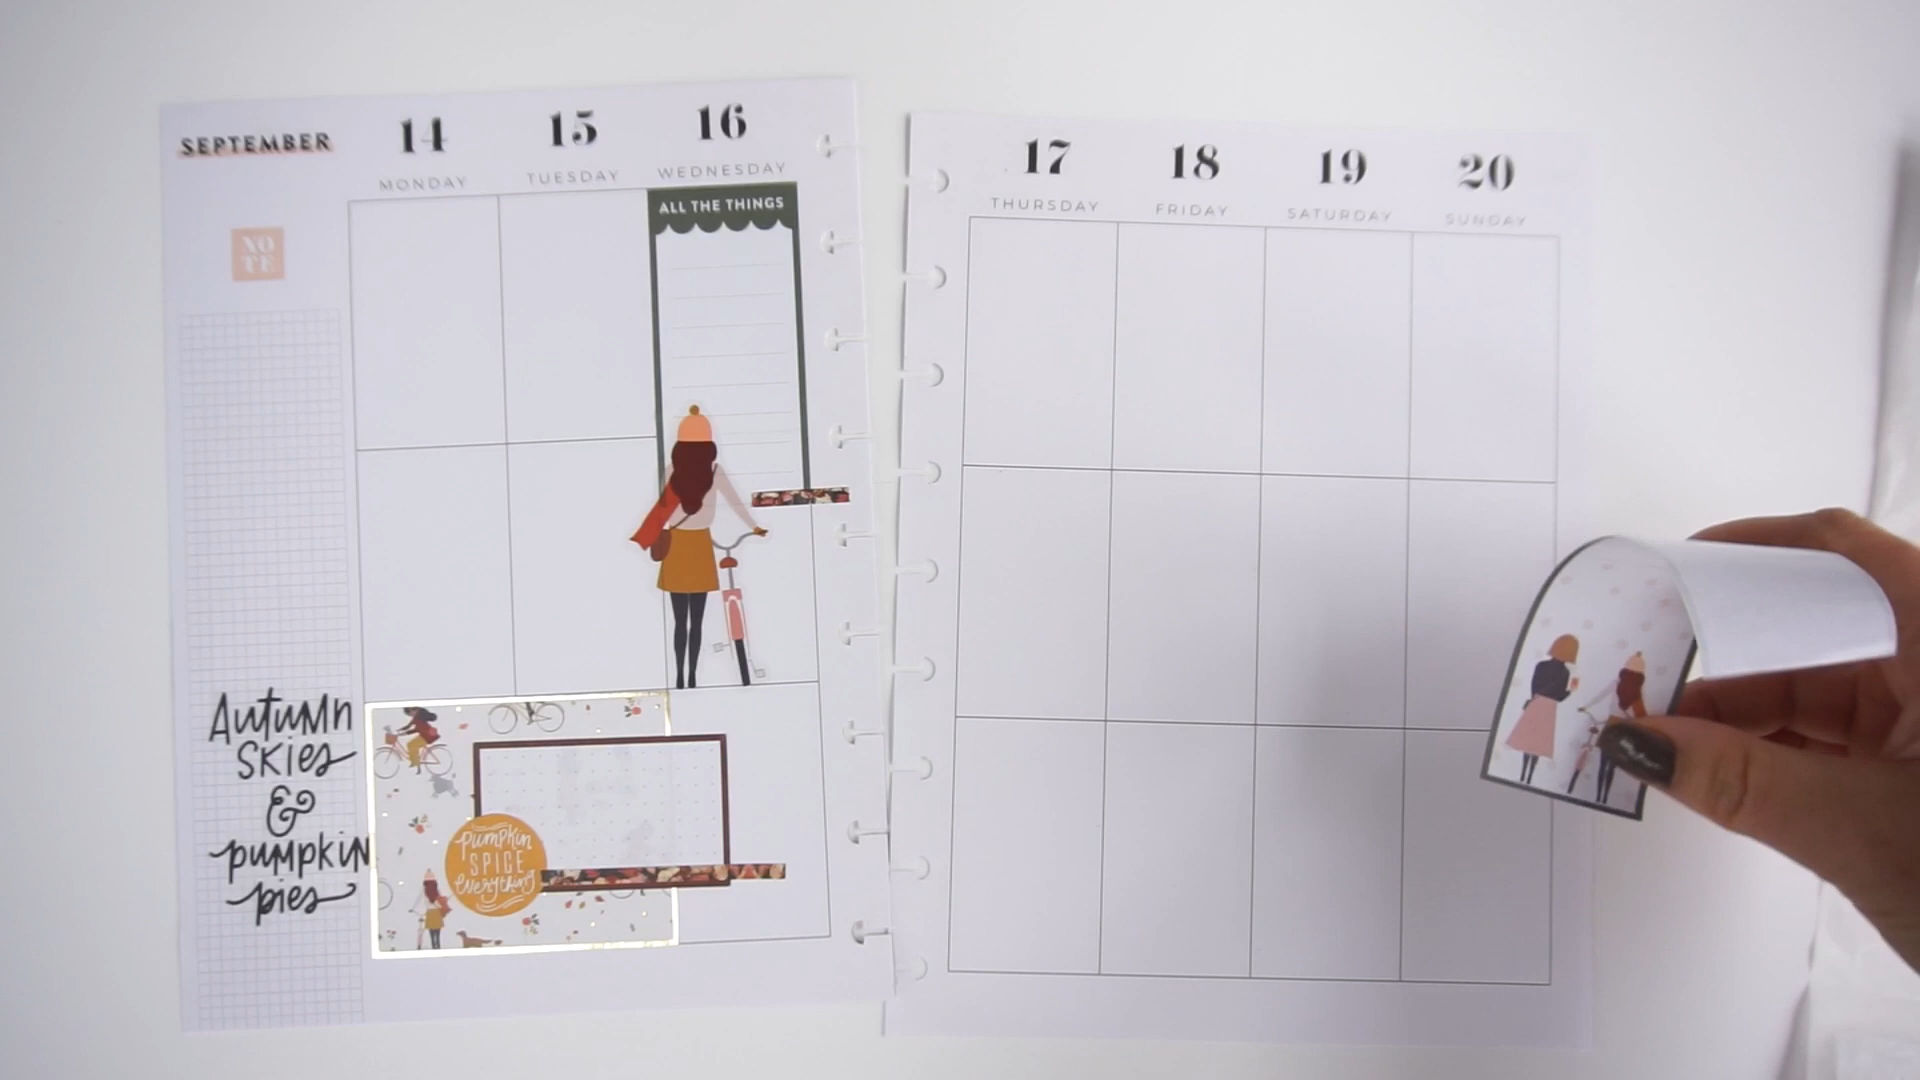 SEPTEMBER
14
15
16
MONDAY
TUESDAY
WEDNESDAY
NO
TE
ALL THE THINGS
Autumn
skies
&
pumpkin
pies
pumpkin
SPICE
everything
17
18
19
20
THURSDAY
FRIDAY
SATURDAY
SUNDAY